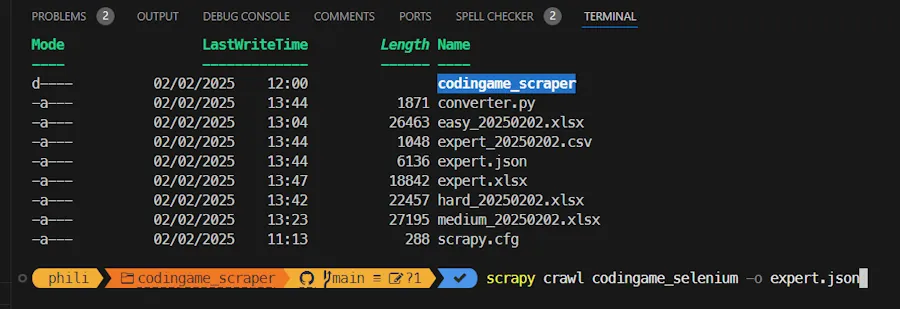 PROBLEMS 2 OUTPUT DEBUG CONSOLE COMMENTS PORTS SPELL CHECKER 2 TERMINAL
Mode LastWriteTime Length Name
---- ------------- ------ ----
d---- 02/02/2025 12:00 codingame_scraper
-a--- 02/02/2025 13:44 1871 converter.py
-a--- 02/02/2025 13:04 26463 easy_20250202.xlsx
-a--- 02/02/2025 13:44 1048 expert_20250202.csv
-a--- 02/02/2025 13:44 6136 expert.json
-a--- 02/02/2025 13:47 18842 expert.xlsx
-a--- 02/02/2025 13:42 22457 hard_20250202.xlsx
-a--- 02/02/2025 13:23 27195 medium_20250202.xlsx
-a--- 02/02/2025 11:13 288 scrapy.cfg
phili codingame_scraper main ≡ ?1 ✓ scrapy crawl codingame_selenium -o expert.json